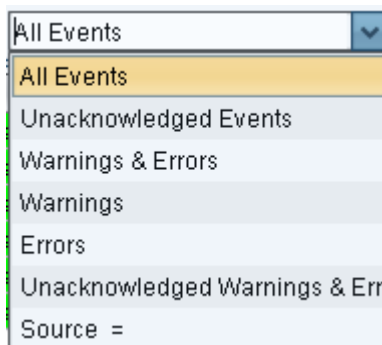 All Events
All Events
Unacknowledged Events
Warnings & Errors
Warnings
Errors
Unacknowledged Warnings & Err
Source =